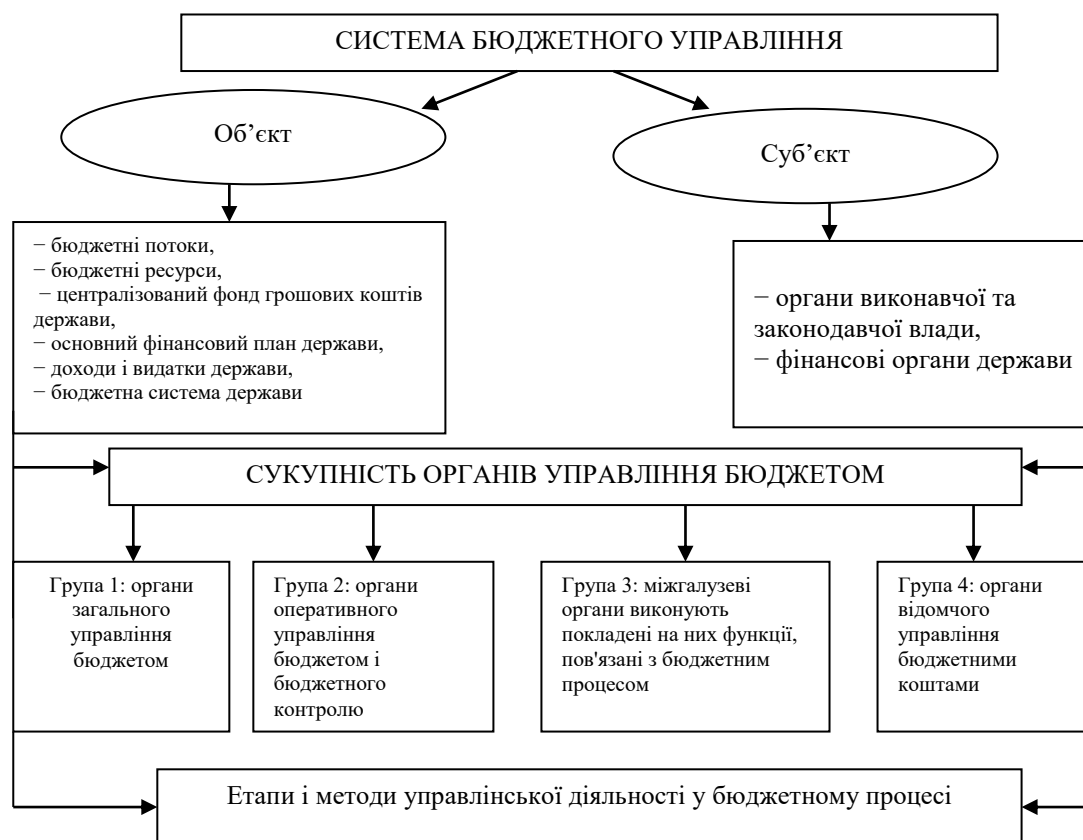 СИСТЕМА БЮДЖЕТНОГО УПРАВЛІННЯ
Об’єкт
Суб’єкт
− бюджетні потоки,
− бюджетні ресурси,
− централізований фонд грошових коштів
держави,
− основний фінансовий план держави,
− доходи і видатки держави,
− бюджетна система держави
− органи виконавчої та
законодавчої влади,
− фінансові органи держави
СУКУПНІСТЬ ОРГАНІВ УПРАВЛІННЯ БЮДЖЕТОМ
Група 1: органи
загального
управління
бюджетом
Група 2: органи
оперативного
управління
бюджетом і
бюджетного
контролю
Група 3: міжгалузеві
органи виконують
покладені на них функції,
пов'язані з бюджетним
процесом
Група 4: органи
відомчого
управління
бюджетними
коштами
Етапи і методи управлінської діяльності у бюджетному процесі